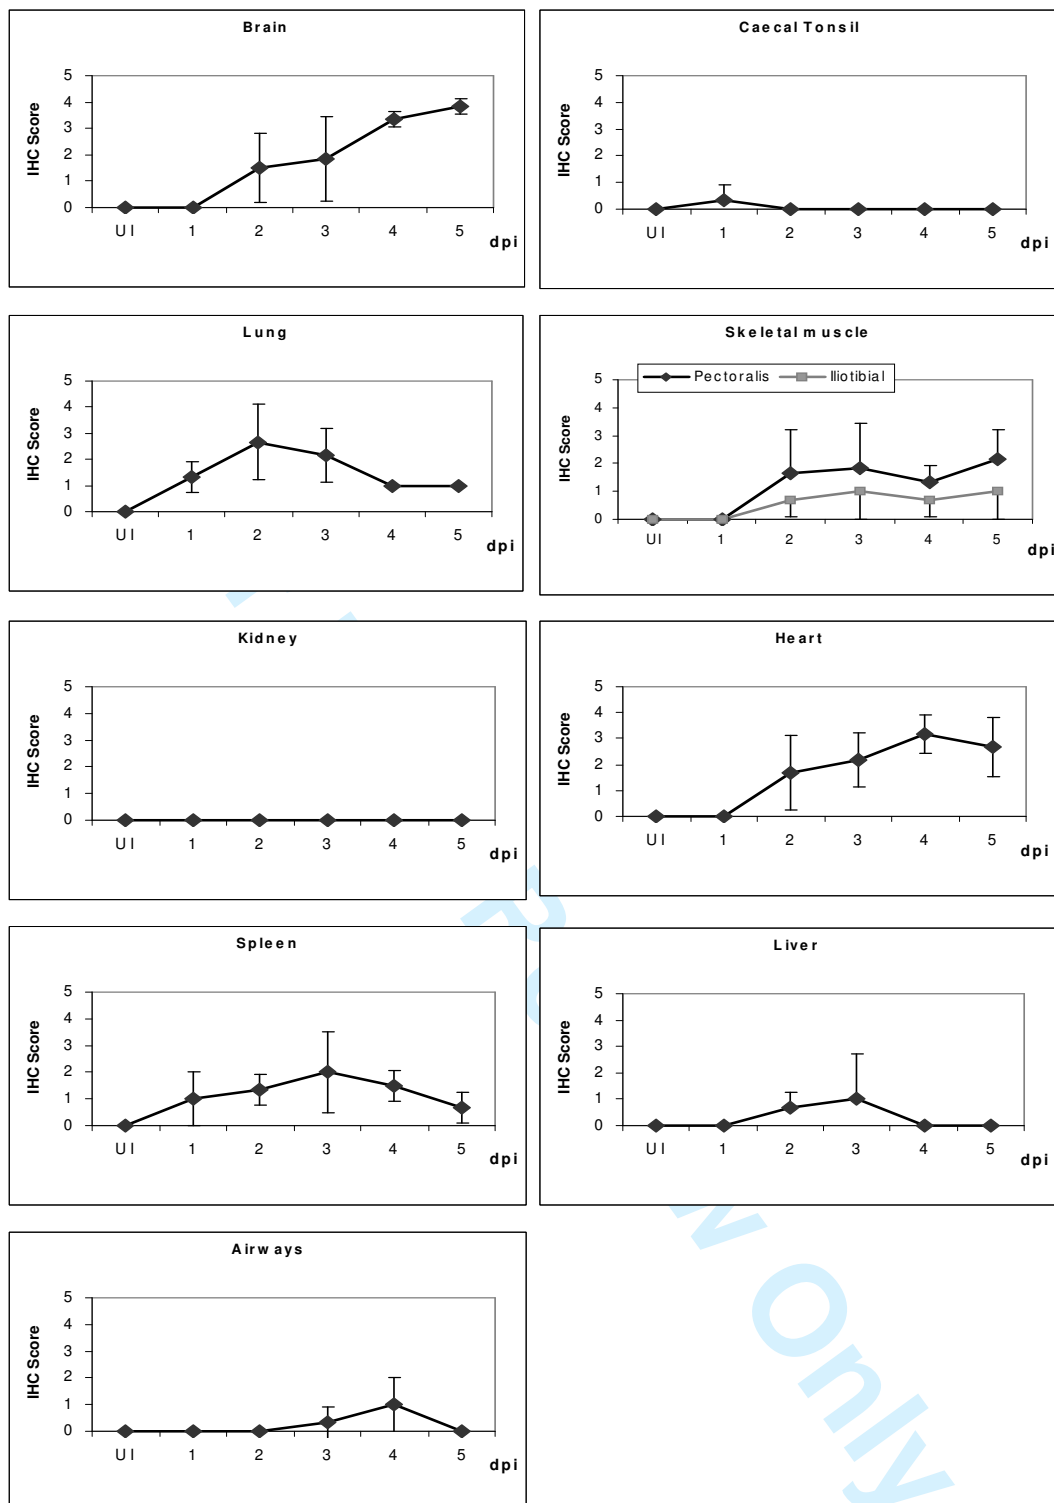 Brain
IHC Score
5
4
3
2
1
0
UI 1 2 3 4 5
dpi
Caecal Tonsil
IHC Score
5
4
3
2
1
0
UI 1 2 3 4 5
dpi
Lung
IHC Score
5
4
3
2
1
0
UI 1 2 3 4 5
dpi
Skeletal muscle
Pectoralis Iliotibial
IHC Score
5
4
3
2
1
0
UI 1 2 3 4 5
dpi
Kidney
IHC Score
5
4
3
2
1
0
UI 1 2 3 4 5
dpi
Heart
IHC Score
5
4
3
2
1
0
UI 1 2 3 4 5
dpi
Spleen
IHC Score
5
4
3
2
1
0
UI 1 2 3 4 5
dpi
Liver
IHC Score
5
4
3
2
1
0
UI 1 2 3 4 5
dpi
Airways
IHC Score
5
4
3
2
1
0
UI 1 2 3 4 5
dpi
Only